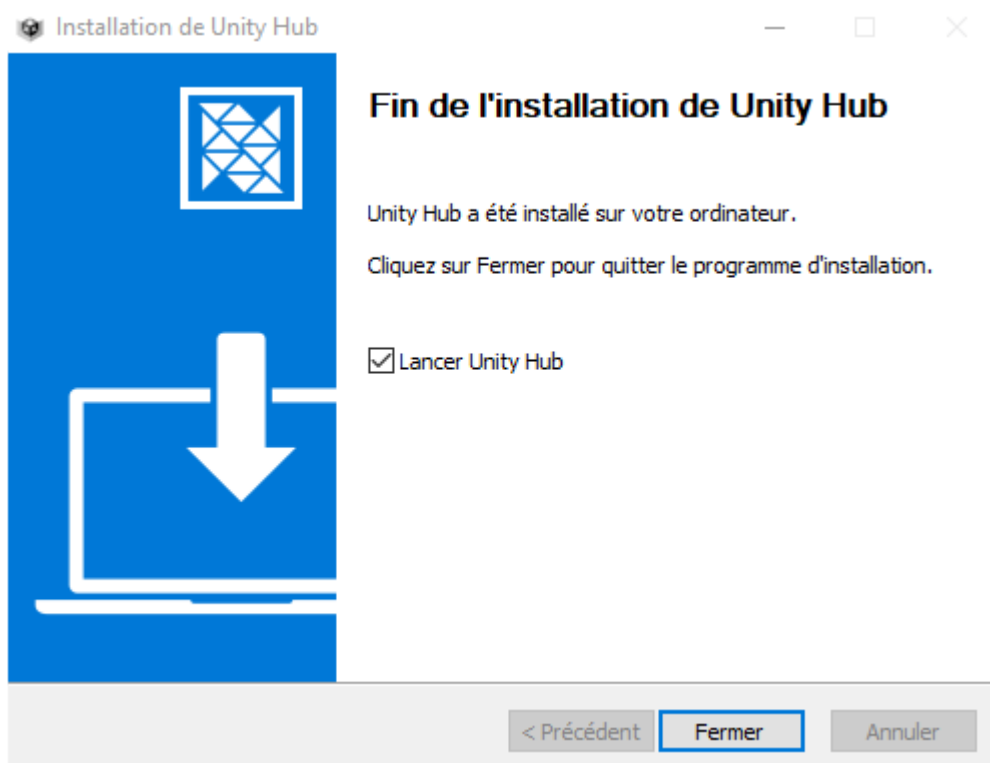 Installation de Unity Hub
Fin de l'installation de Unity Hub
Unity Hub a été installé sur votre ordinateur.
Cliquez sur Fermer pour quitter le programme d'installation.
Lancer Unity Hub
< Précédent Fermer Annuler